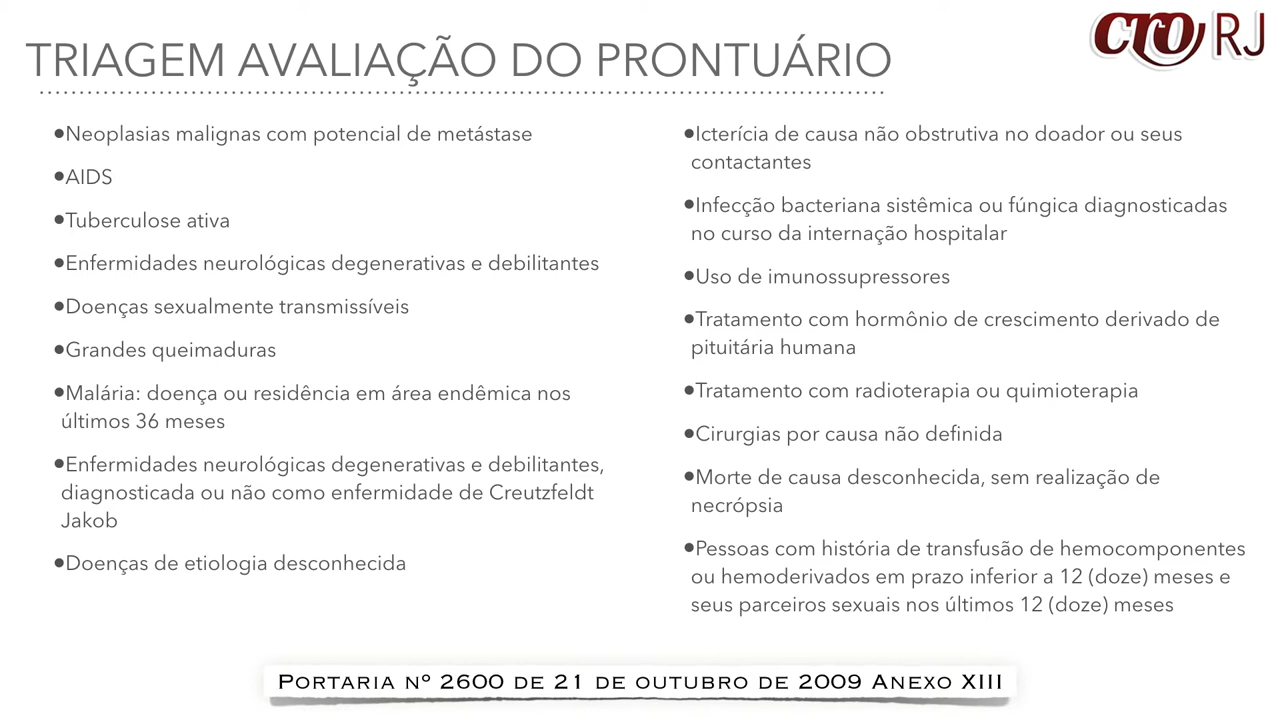 cro RJ
TRIAGEM AVALIAÇÃO DO PRONTUÁRIO
●Neoplasias malignas com potencial de metástase
●AIDS
●Tuberculose ativa
●Enfermidades neurológicas degenerativas e debilitantes
●Doenças sexualmente transmissíveis
●Grandes queimaduras
●Malária: doença ou residência em área endêmica nos
últimos 36 meses
●Enfermidades neurológicas degenerativas e debilitantes,
diagnosticada ou não como enfermidade de Creutzfeldt
Jakob
●Doenças de etiologia desconhecida
●Icterícia de causa não obstrutiva no doador ou seus
contactantes
●Infecção bacteriana sistêmica ou fúngica diagnosticadas
no curso da internação hospitalar
●Uso de imunossupressores
●Tratamento com hormônio de crescimento derivado de
pituitária humana
●Tratamento com radioterapia ou quimioterapia
●Cirurgias por causa não definida
●Morte de causa desconhecida, sem realização de
necrópsia
●Pessoas com história de transfusão de hemocomponentes
ou hemoderivados em prazo inferior a 12 (doze) meses e
seus parceiros sexuais nos últimos 12 (doze) meses
Portaria nº 2600 de 21 de outubro de 2009 Anexo XIII